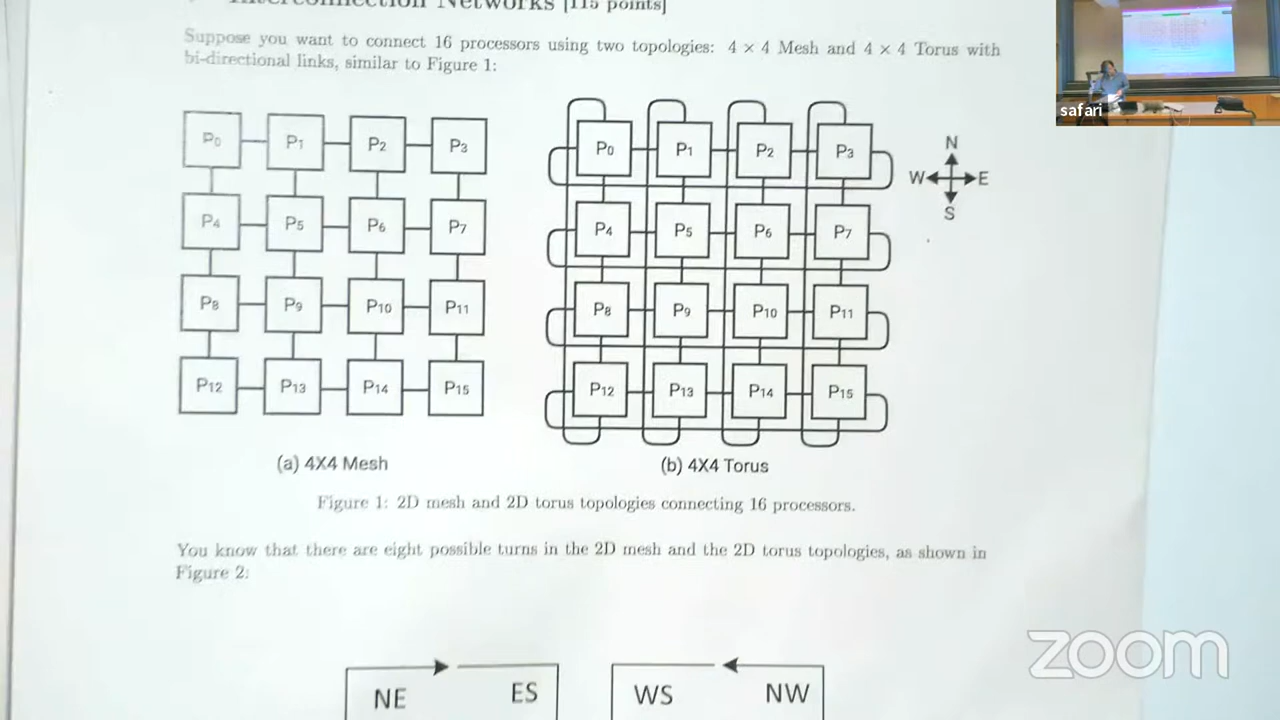 Interconnection Networks [115 points]
Suppose you want to connect 16 processors using two topologies: 4 × 4 Mesh and 4 × 4 Torus with
bi-directional links, similar to Figure 1:
P0 P1 P2 P3
P4 P5 P6 P7
P8 P9 P10 P11
P12 P13 P14 P15
(a) 4X4 Mesh
P0 P1 P2 P3
P4 P5 P6 P7
P8 P9 P10 P11
P12 P13 P14 P15
(b) 4X4 Torus
N
W E
S
Figure 1: 2D mesh and 2D torus topologies connecting 16 processors.
You know that there are eight possible turns in the 2D mesh and the 2D torus topologies, as shown in
Figure 2:
NE ES WS NW
safari
zoom